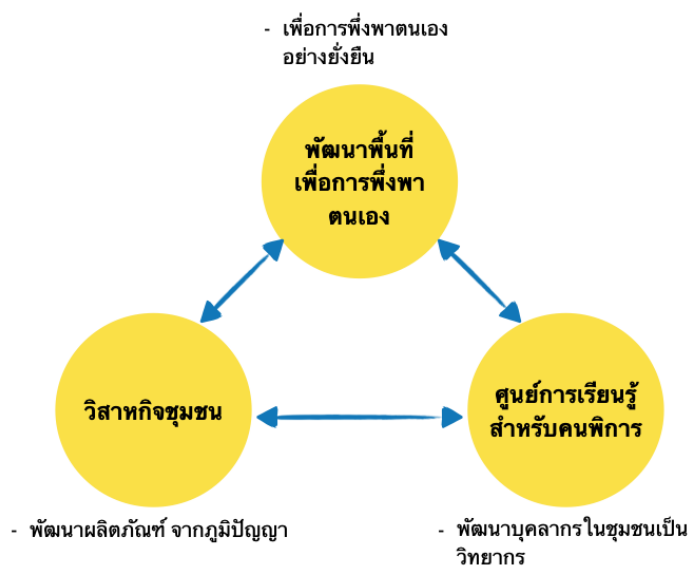 - เพื่อการพึ่งพาตนเอง
อย่างยั่งยืน
พัฒนาพื้นที่
เพื่อการพึ่งพา
ตนเอง
วิสาหกิจชุมชน
ศูนย์การเรียนรู้
สำหรับคนพิการ
- พัฒนาผลิตภัณฑ์ จากภูมิปัญญา
- พัฒนาบุคลากรในชุมชนเป็น
วิทยากร